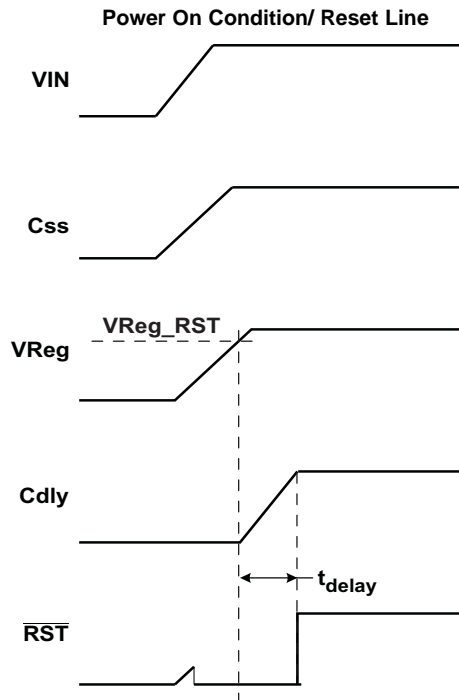 Power On Condition/ Reset Line
VIN
Css
VReg_RST
VReg
Cdly
tdelay
RST